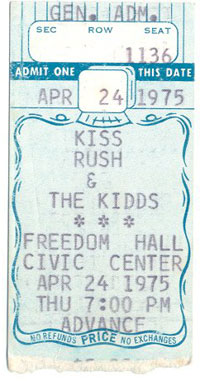 GEN. ADM.
SEC ROW SEAT
1136
ADMIT ONE THIS DATE
APR 24 1975
KISS
RUSH
&
THE KIDDS
* * *
FREEDOM HALL
CIVIC CENTER
APR 24 1975
THU 7:00 PM
ADVANCE
NO REFUNDS PRICE NO EXCHANGES